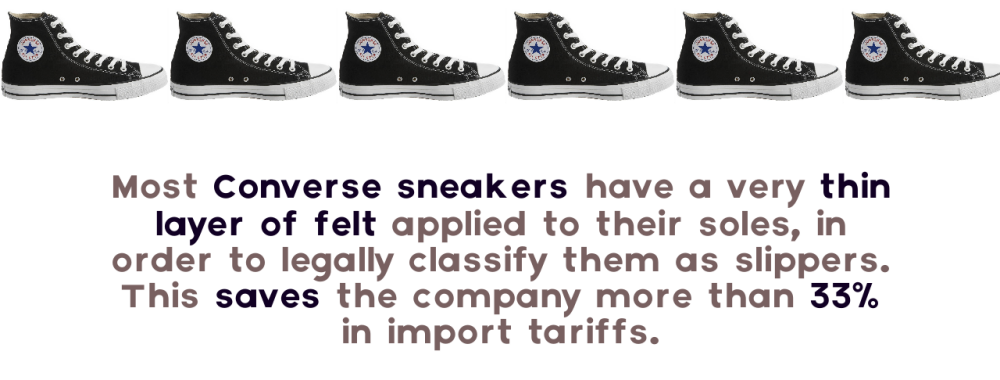 Most Converse sneakers have a very thin
layer of felt applied to their soles, in
order to legally classify them as slippers.
This saves the company more than 33%
in import tariffs.